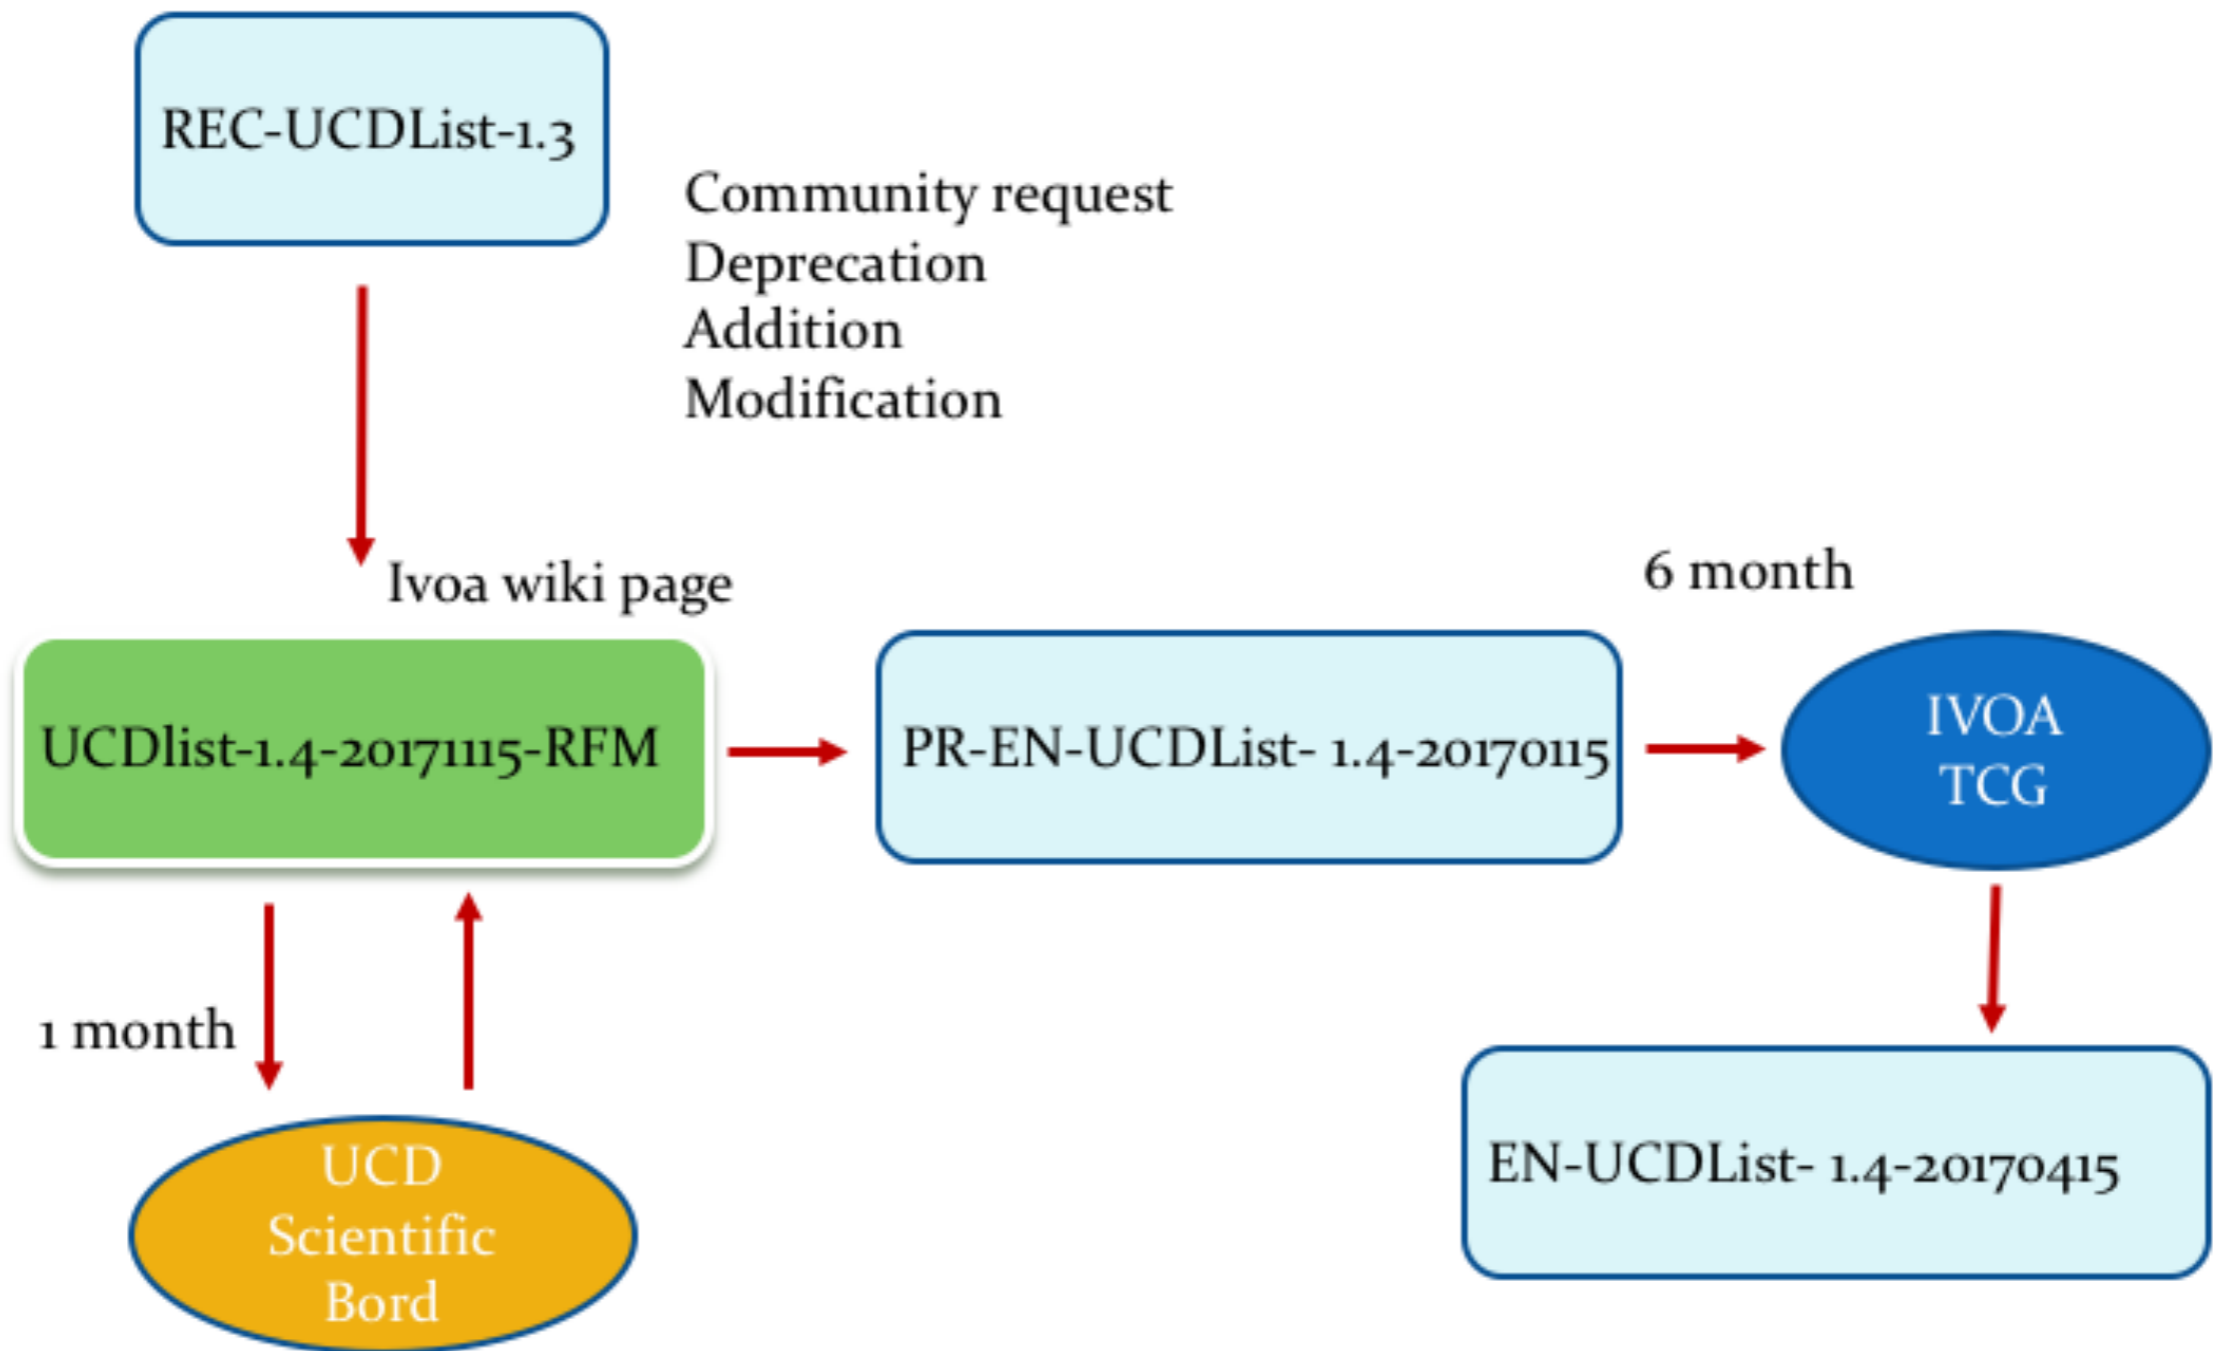 REC-UCDList-1.3
Community request
Deprecation
Addition
Modification
Ivoa wiki page
6 month
UCDlist-1.4-20171115-RFM
PR-EN-UCDList- 1.4-20170115
IVOA
TCG
1 month
UCD
Scientific
Bord
EN-UCDList- 1.4-20170415